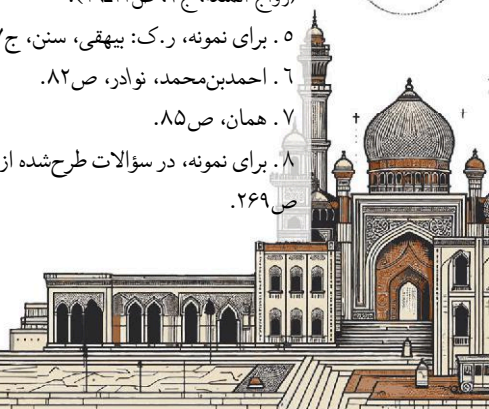 ۵. برای نمونه، ر.ک: بیهقی، سنن، ج
۶. احمدبن‌محمد، نوادر، ص۸۲.
۷. همان، ص۸۵.
۸. برای نمونه، در سؤالات طرح‌شده از
ص۲۶۹.